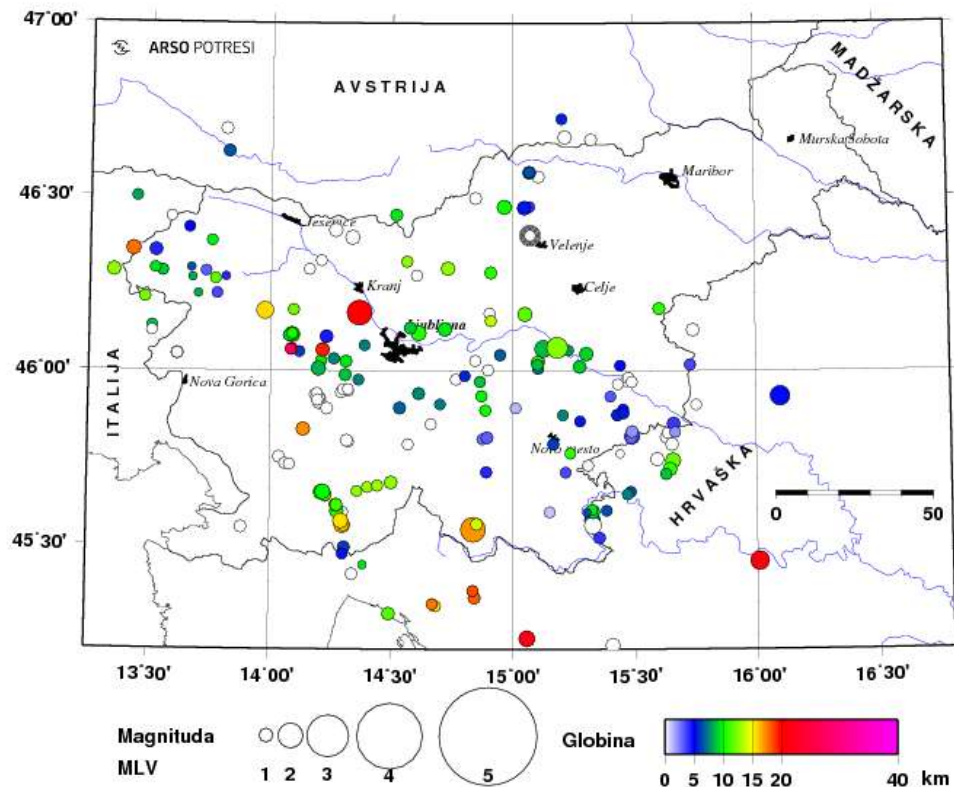 47°00'
ARSO POTRESI
AVSTRIJA
MADŽARSKA
Murska Sobota
46°30'
Maribor
Jesenice
Velenje
Kranj
Celje
Ljubljana
46°00'
ITALIJA
Nova Gorica
Novo mesto
HRVAŠKA
0 50
45°30'
13°30' 14°00' 14°30' 15°00' 15°30' 16°00' 16°30'
Magnituda
MLV
1 2 3 4 5
Globina
0 5 10 15 20 40 km